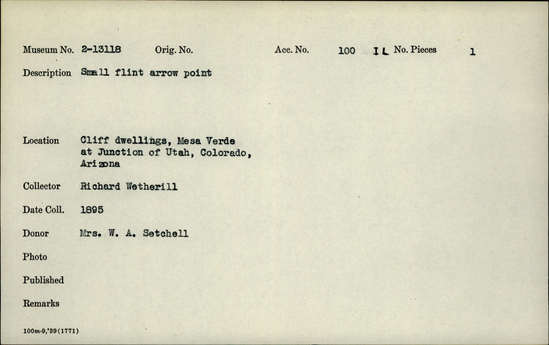 Museum No. 2-13118 Orig. No. Acc. No. 100 I L No. Pieces 1
Description Small flint arrow point
Location Cliff dwellings, Mesa Verde
at Junction of Utah, Colorado,
Arizona
Collector Richard Wetherill
Date Coll. 1895
Donor Mrs. W. A. Setchell
Photo
Published
Remarks
100m-9,'39(1771)